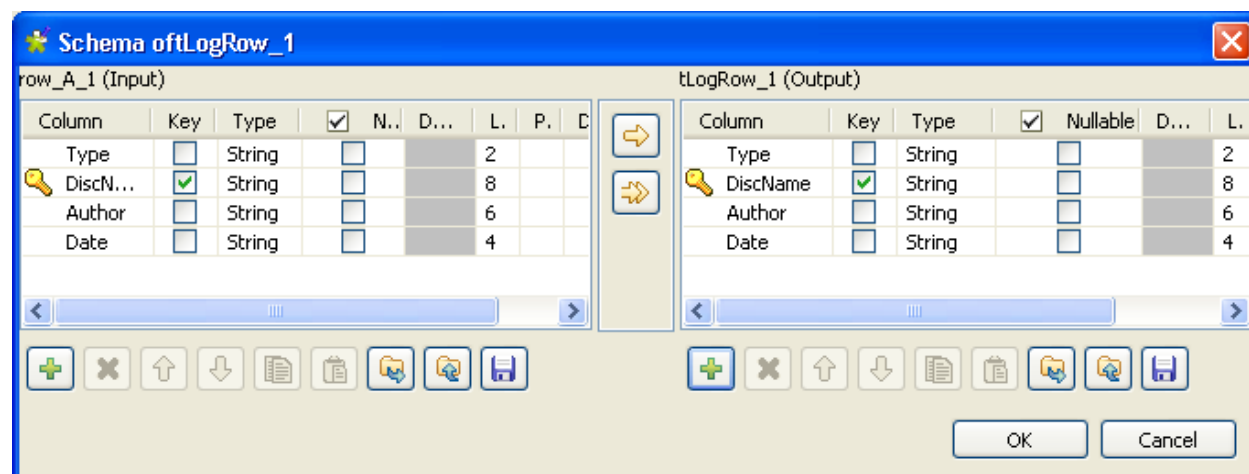 Schema oftLogRow_1
row_A_1 (Input)
tLogRow_1 (Output)
Column Key Type N.. D... L. P. D
Type String 2
DiscN... String 8
Author String 6
Date String 4
Column Key Type Nullable D... L.
Type String 2
DiscName String 8
Author String 6
Date String 4
OK Cancel